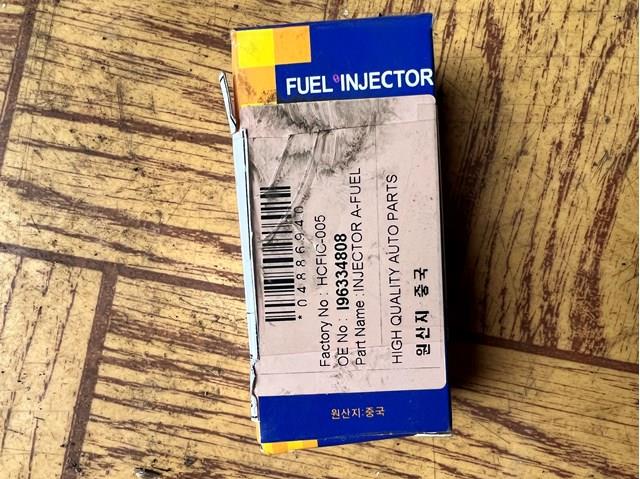 FUEL INJECTOR
*04886940
Factory No : HCFIC-005
OE No : I96334808
Part Name : INJECTOR A-FUEL
HIGH QUALITY AUTO PARTS
원산지 : 중국
원산지:중국